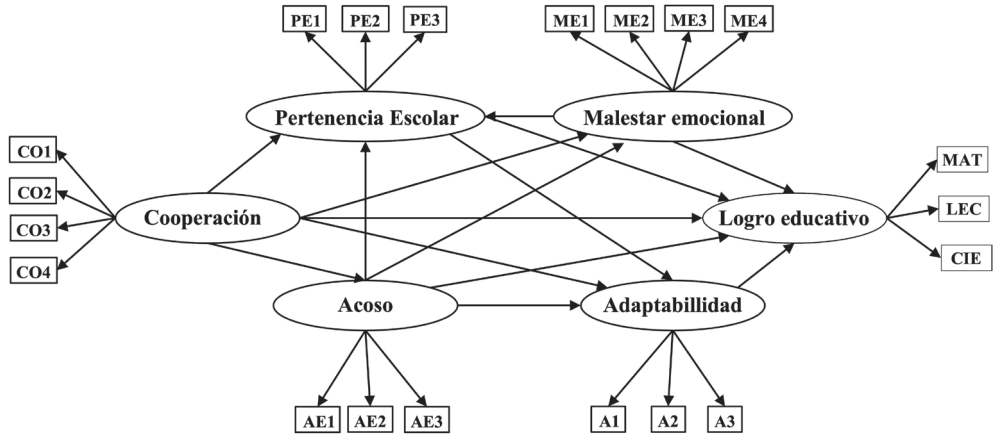 PE1
PE2
PE3
ME1
ME2
ME3
ME4
Pertenencia Escolar
Malestar emocional
CO1
CO2
CO3
CO4
Cooperación
Logro educativo
MAT
LEC
CIE
Acoso
Adaptabillidad
AE1
AE2
AE3
A1
A2
A3